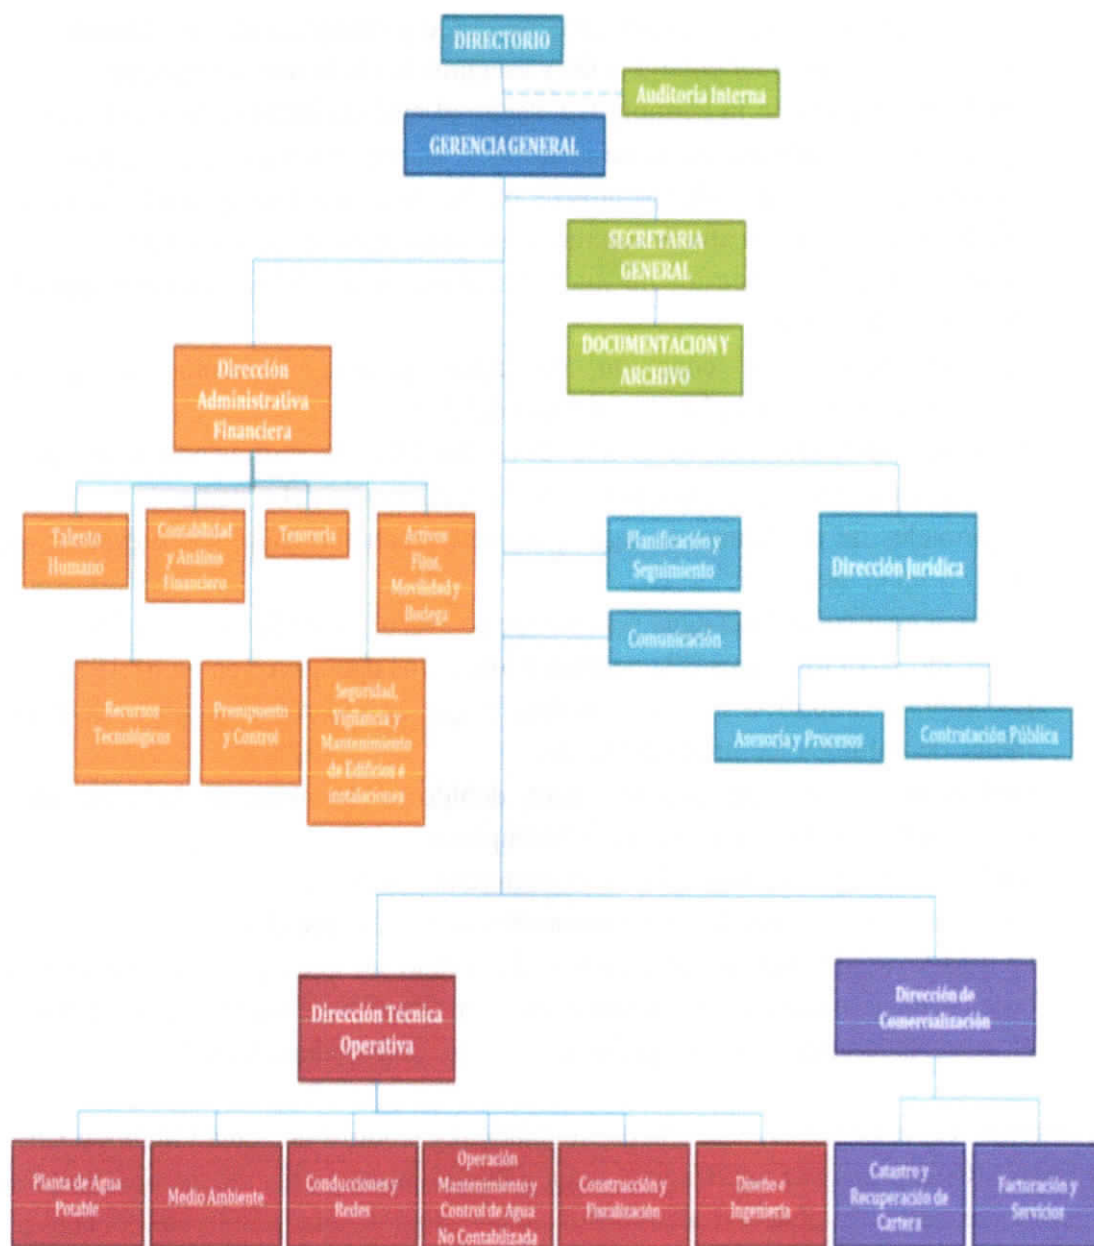 DIRECTORIO
Auditoría Interna
GERENCIA GENERAL
SECRETARIA
GENERAL
DOCUMENTACION Y
ARCHIVO
Dirección
Administrativa
Financiera
Talento
Humano
Contabilidad
y Análisis
Financiero
Tesorería
Activos
Fijos,
Movilidad y
Bodega
Recursos
Tecnológicos
Presupuesto
y Control
Seguridad,
Vigilancia y
Mantenimiento
de Edificios e
instalaciones
Planificación y
Seguimiento
Comunicación
Dirección Jurídica
Asesoría y Procesos
Contratación Pública
Dirección Técnica
Operativa
Dirección de
Comercialización
Planta de Agua
Potable
Medio Ambiente
Conducciones y
Redes
Operación
Mantenimiento y
Control de Agua
No Contabilizada
Construcción y
Fiscalización
Diseño e
Ingeniería
Catastro y
Recuperación de
Cartera
Facturación y
Servicios